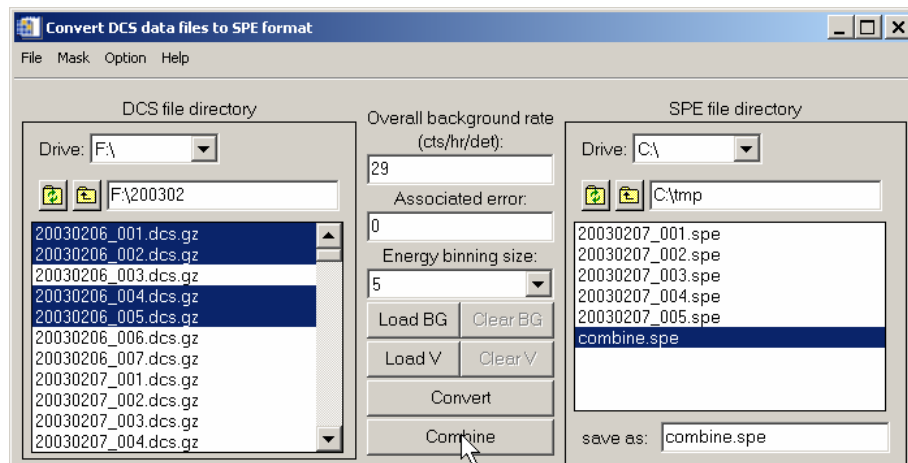 Convert DCS data files to SPE format
File Mask Option Help
DCS file directory
Drive: F:\
F:\200302
20030206_001.dcs.gz
20030206_002.dcs.gz
20030206_003.dcs.gz
20030206_004.dcs.gz
20030206_005.dcs.gz
20030206_006.dcs.gz
20030206_007.dcs.gz
20030207_001.dcs.gz
20030207_002.dcs.gz
20030207_003.dcs.gz
20030207_004.dcs.gz
Overall background rate
(cts/hr/det):
29
Associated error:
0
Energy binning size:
5
Load BG Clear BG
Load V Clear V
Convert
Combine
SPE file directory
Drive: C:\
C:\tmp
20030207_001.spe
20030207_002.spe
20030207_003.spe
20030207_004.spe
20030207_005.spe
combine.spe
save as: combine.spe